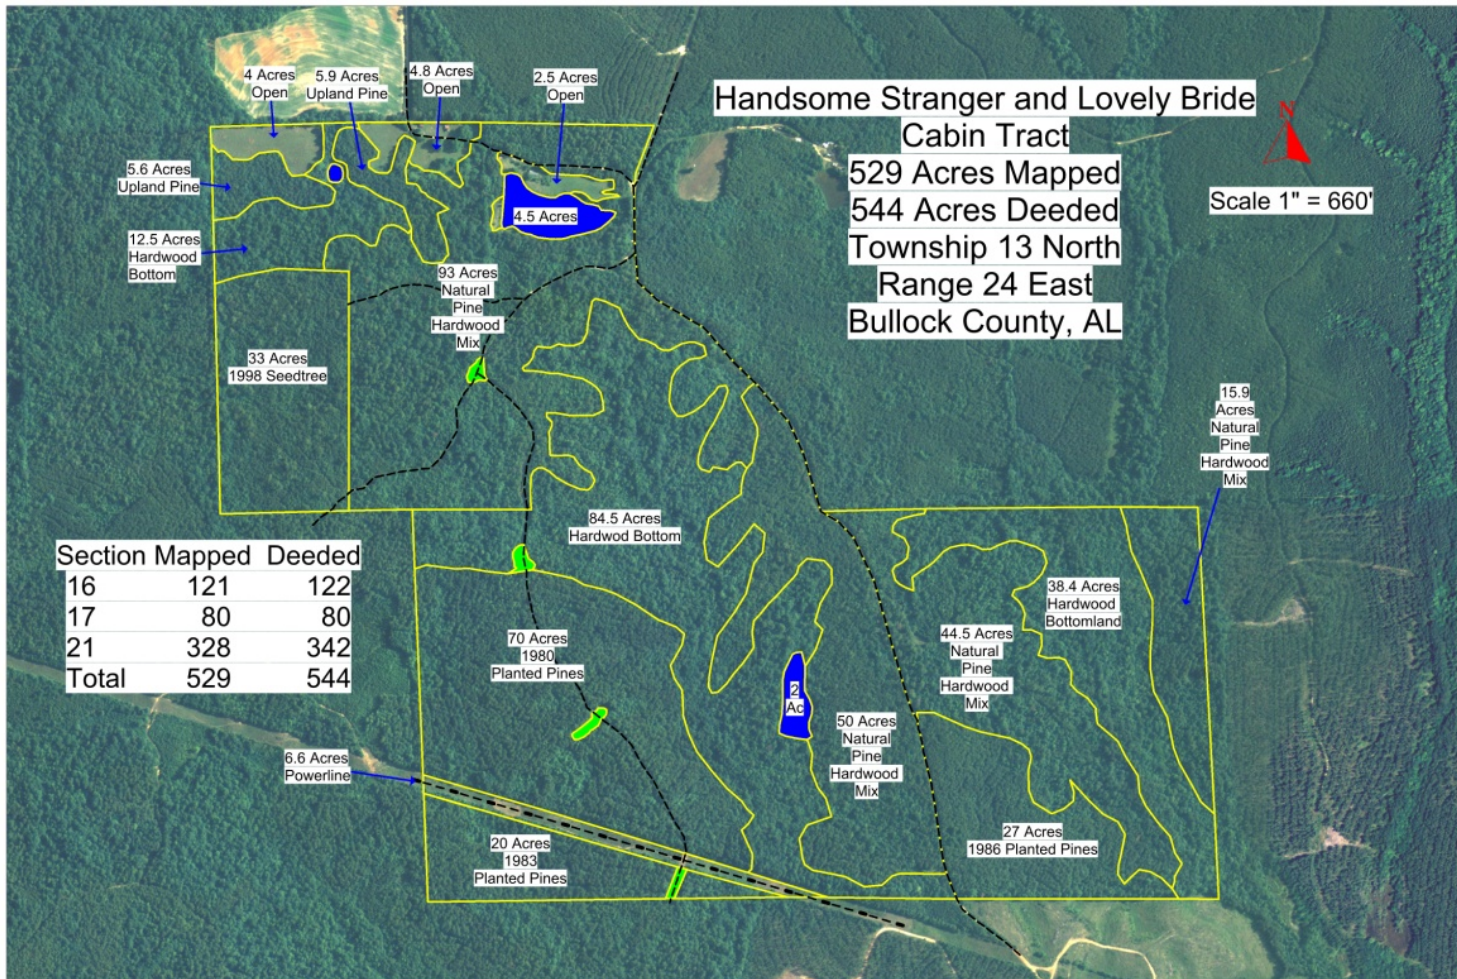 4 Acres
Open
5.9 Acres
Upland Pine
4.8 Acres
Open
2.5 Acres
Open
Handsome Stranger and Lovely Bride
Cabin Tract
529 Acres Mapped
544 Acres Deeded
Township 13 North
Range 24 East
Bullock County, AL
N
Scale 1" = 660'
5.6 Acres
Upland Pine
4.5 Acres
12.5 Acres
Hardwood
Bottom
93 Acres
Natural
Pine
Hardwood
Mix
33 Acres
1998 Seedtree
15.9
Acres
Natural
Pine
Hardwood
Mix
84.5 Acres
Hardwod Bottom
Section Mapped Deeded
16 121 122
17 80 80
21 328 342
Total 529 544
38.4 Acres
Hardwood
Bottomland
44.5 Acres
Natural
Pine
Hardwood
Mix
70 Acres
1980
Planted Pines
2
Ac
50 Acres
Natural
Pine
Hardwood
Mix
6.6 Acres
Powerline
20 Acres
1983
Planted Pines
27 Acres
1986 Planted Pines